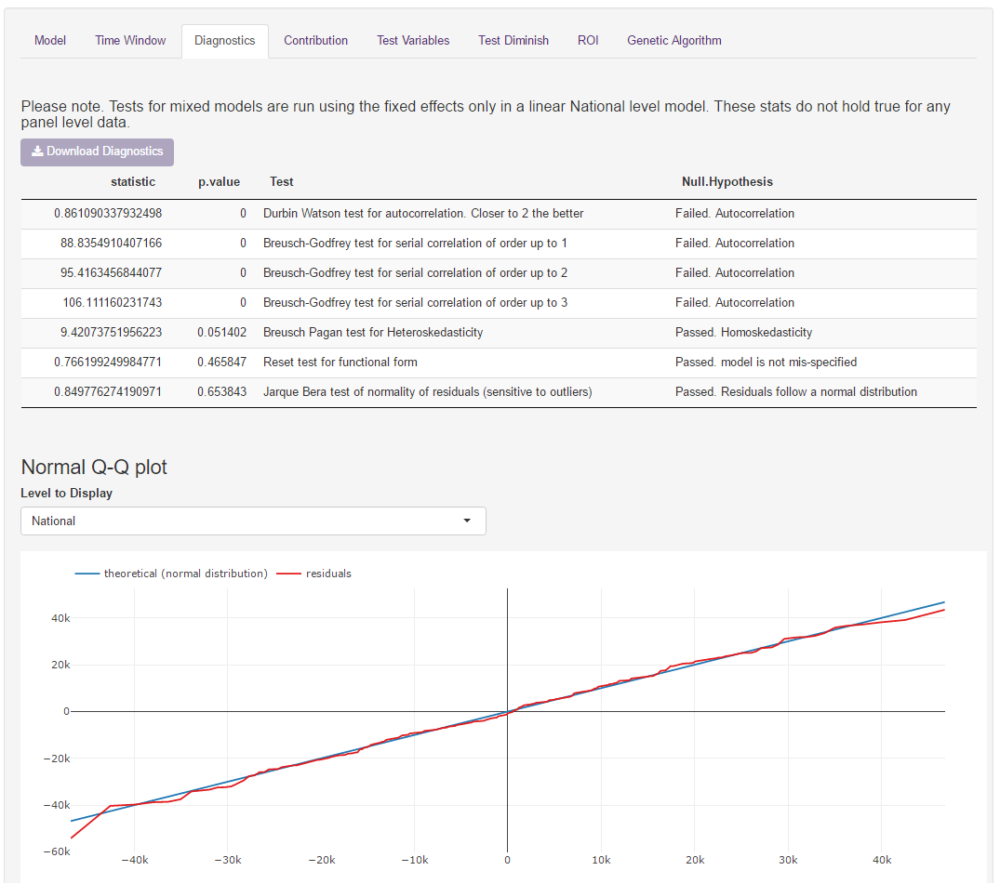 Model Time Window Diagnostics Contribution Test Variables Test Diminish ROI Genetic Algorithm
Please note. Tests for mixed models are run using the fixed effects only in a linear National level model. These stats do not hold true for any
panel level data.
Download Diagnostics
statistic p.value Test Null.Hypothesis
0.861090337932498 0 Durbin Watson test for autocorrelation. Closer to 2 the better Failed. Autocorrelation
88.8354910407166 0 Breusch-Godfrey test for serial correlation of order up to 1 Failed. Autocorrelation
95.4163456844077 0 Breusch-Godfrey test for serial correlation of order up to 2 Failed. Autocorrelation
106.111160231743 0 Breusch-Godfrey test for serial correlation of order up to 3 Failed. Autocorrelation
9.42073751956223 0.051402 Breusch Pagan test for Heteroskedasticity Passed. Homoskedasticity
0.766199249984771 0.465847 Reset test for functional form Passed. model is not mis-specified
0.849776274190971 0.653843 Jarque Bera test of normality of residuals (sensitive to outliers) Passed. Residuals follow a normal distribution
Normal Q-Q plot
Level to Display
National
theoretical (normal distribution) residuals
40k
20k
0
−20k
−40k
−60k
−40k −30k −20k −10k 0 10k 20k 30k 40k